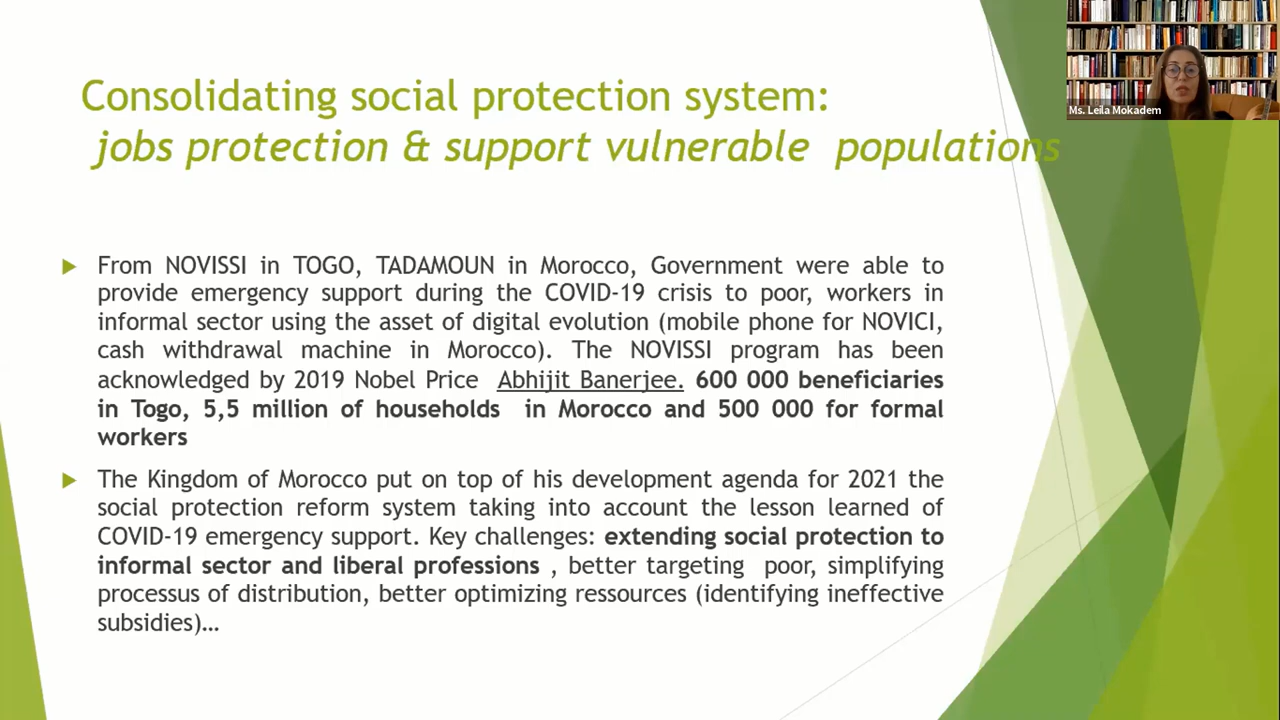 Ms. Leila Mokadem
Consolidating social protection system:
jobs protection & support vulnerable populations
From NOVISSI in TOGO, TADAMOUN in Morocco, Government were able to
provide emergency support during the COVID-19 crisis to poor, workers in
informal sector using the asset of digital evolution (mobile phone for NOVICI,
cash withdrawal machine in Morocco). The NOVISSI program has been
acknowledged by 2019 Nobel Price Abhijit Banerjee. 600 000 beneficiaries
in Togo, 5,5 million of households in Morocco and 500 000 for formal
workers
The Kingdom of Morocco put on top of his development agenda for 2021 the
social protection reform system taking into account the lesson learned of
COVID-19 emergency support. Key challenges: extending social protection to
informal sector and liberal professions , better targeting poor, simplifying
processus of distribution, better optimizing ressources (identifying ineffective
subsidies)…